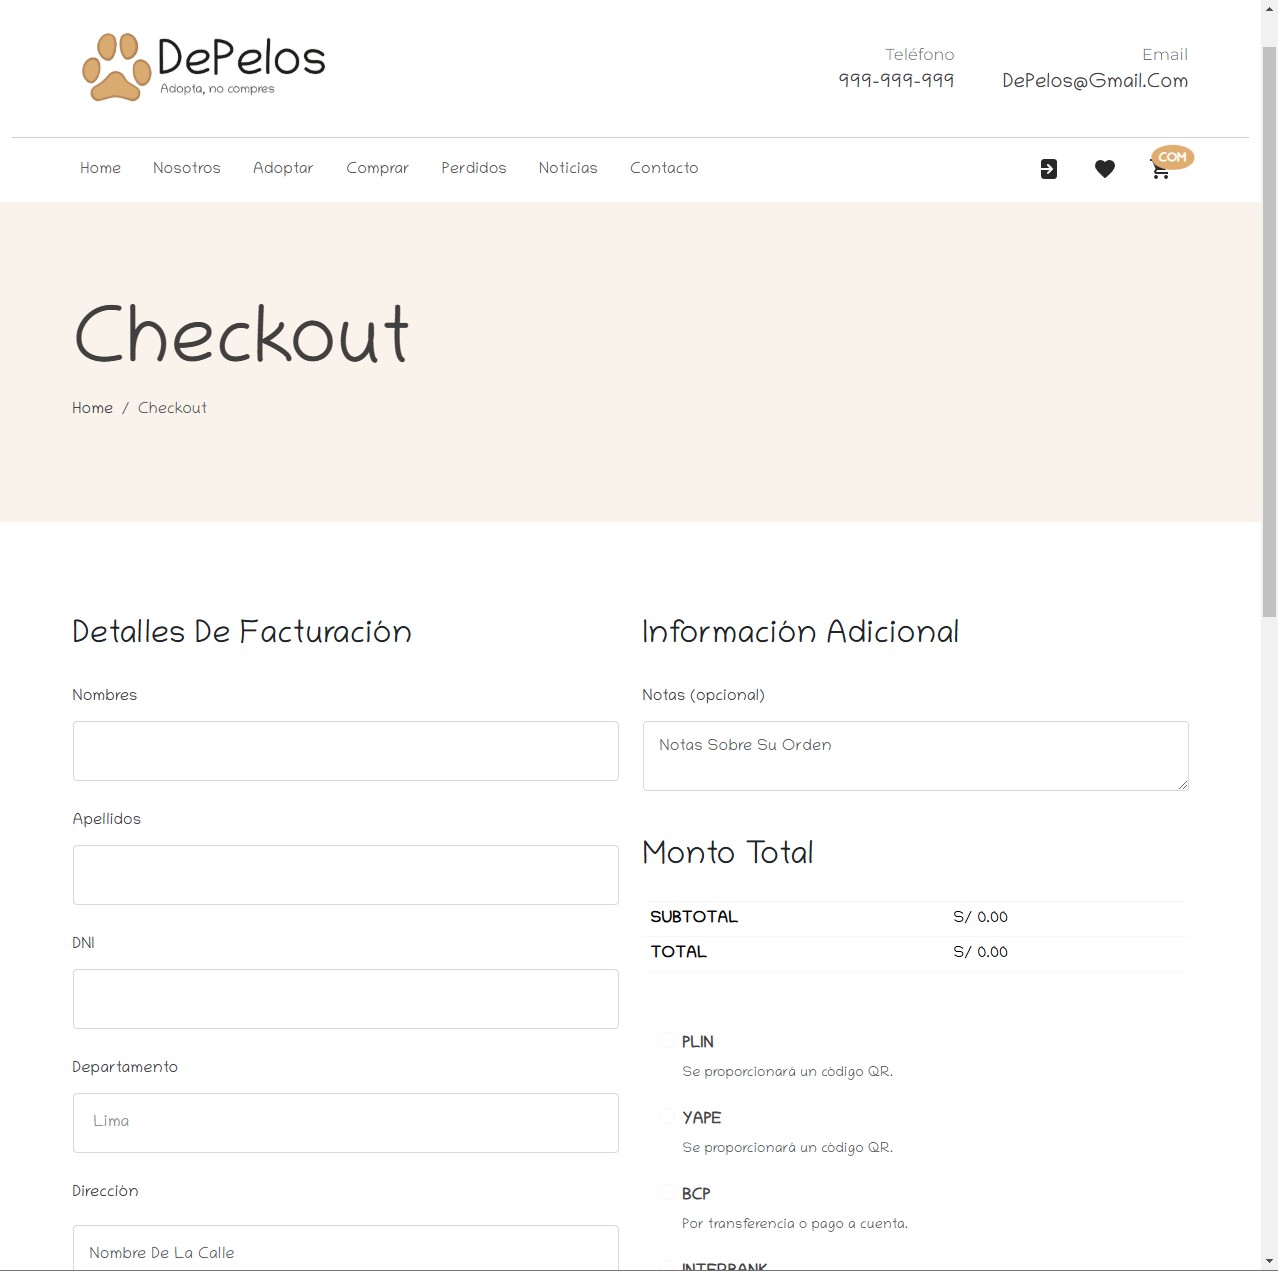 DePelos
Adopta, no compres
Teléfono
999-999-999
Email
DePelos@Gmail.Com
Home
Nosotros
Adoptar
Comprar
Perdidos
Noticias
Contacto
COM
Checkout
Home / Checkout
Detalles De Facturación
Nombres
Apellidos
DNI
Departamento
Lima
Dirección
Nombre De La Calle
Información Adicional
Notas (opcional)
Notas Sobre Su Orden
Monto Total
SUBTOTAL S/ 0.00
TOTAL S/ 0.00
PLIN
Se proporcionará un código QR.
YAPE
Se proporcionará un código QR.
BCP
Por transferencia o pago a cuenta.
INTERBANK